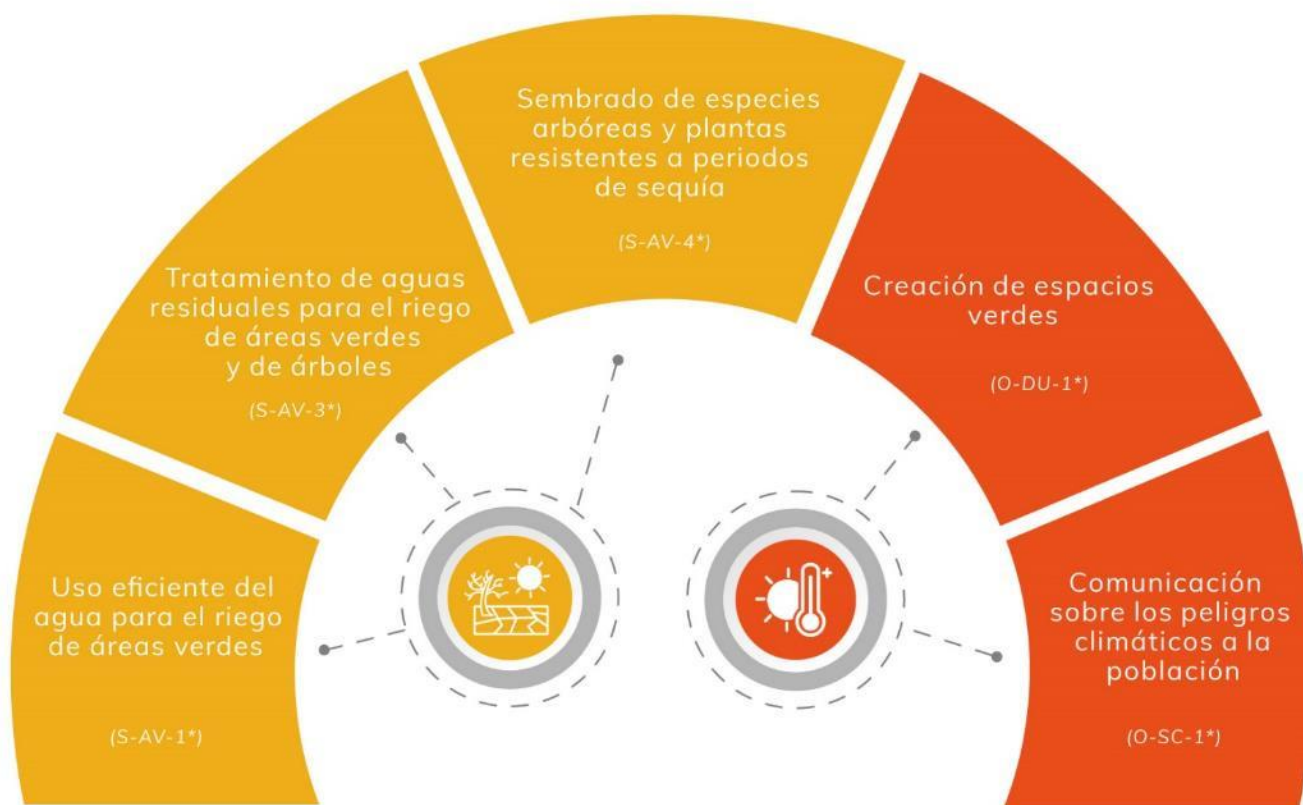 Sembrado de especies
arbóreas y plantas
resistentes a periodos
de sequía
(S-AV-4*)
Tratamiento de aguas
residuales para el riego
de áreas verdes
y de árboles
(S-AV-3*)
Creación de espacios
verdes
(O-DU-1*)
Uso eficiente del
agua para el riego
de áreas verdes
(S-AV-1*)
Comunicación
sobre los peligros
climáticos a la
población
(O-SC-1*)